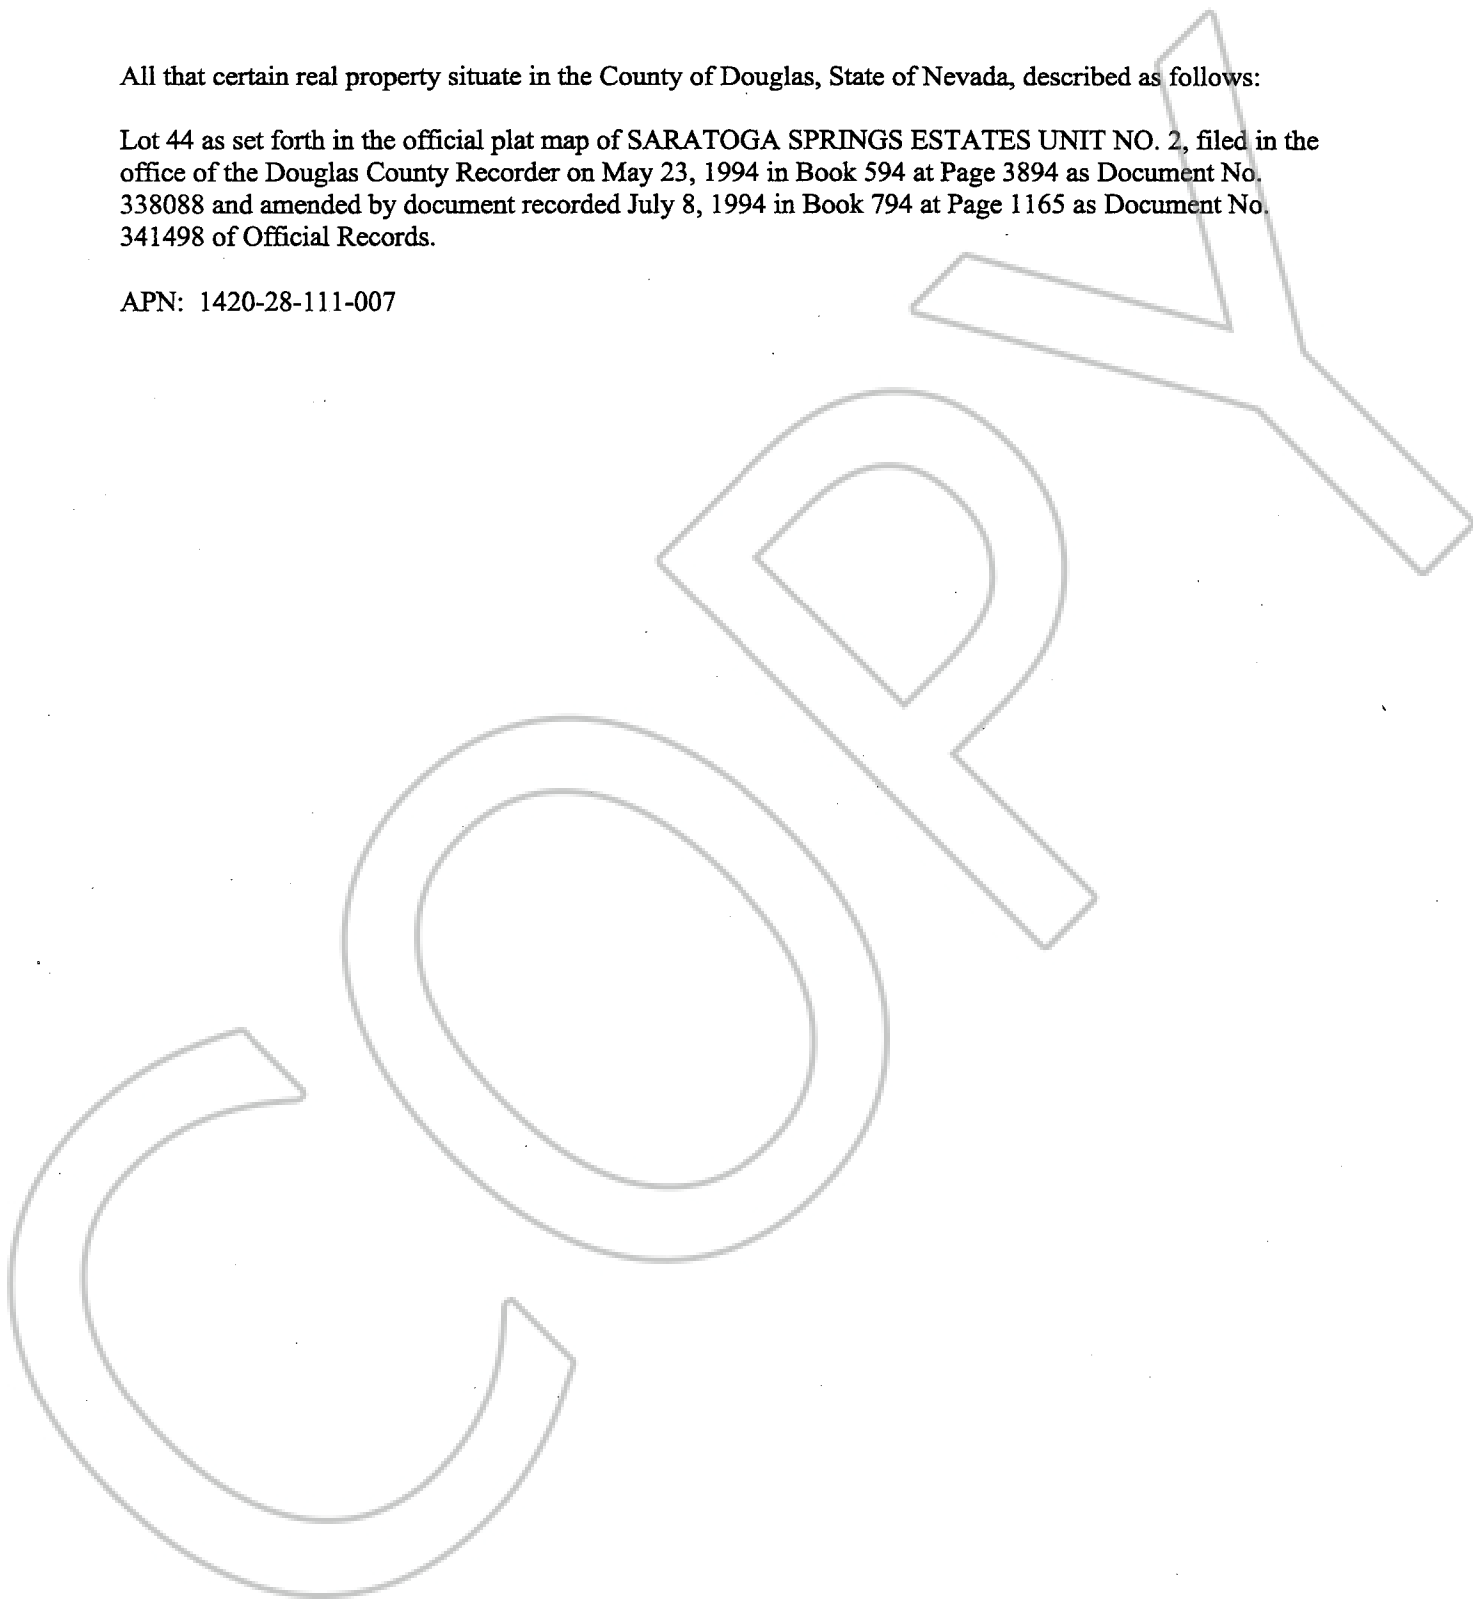 All that certain real property situate in the County of Douglas, State of Nevada, described as follows:
Lot 44 as set forth in the official plat map of SARATOGA SPRINGS ESTATES UNIT NO. 2, filed in the
office of the Douglas County Recorder on May 23, 1994 in Book 594 at Page 3894 as Document No.
338088 and amended by document recorded July 8, 1994 in Book 794 at Page 1165 as Document No.
341498 of Official Records.
APN: 1420-28-111-007
COPY